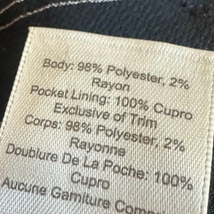 Body: 98% Polyester, 2%
Rayon
Pocket Lining: 100% Cupro
Exclusive of Trim
Corps: 98% Polyester, 2%
Rayonne
Doublure De La Poche: 100%
Cupro
Aucune Garniture Compri